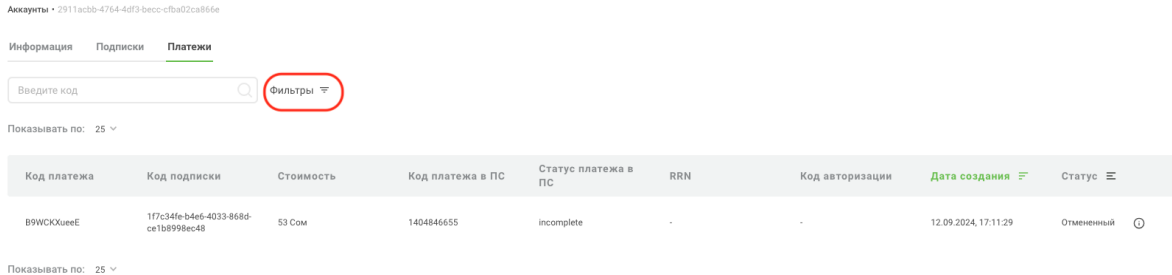 Аккаунты • 2911acbb-4764-4df3-becc-cfba02ca866e
Информация Подписки Платежи
Введите код Фильтры
Показывать по: 25
Код платежа Код подписки Стоимость Код платежа в ПС Статус платежа в ПС RRN Код авторизации Дата создания Статус
B9WCKXueeE 1f7c34fe-b4e6-4033-868d-ce1b8998ec48 53 Сом 1404846655 incomplete - - 12.09.2024, 17:11:29 Отмененный
Показывать по: 25